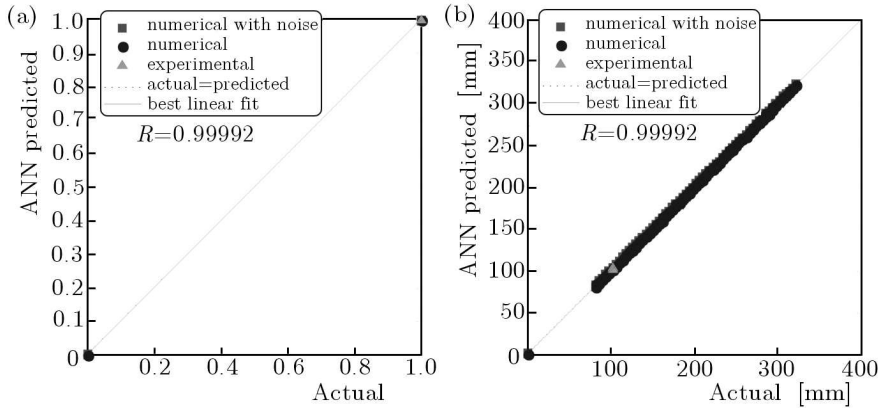 (a)
numerical with noise
numerical
experimental
actual=predicted
best linear fit
R=0.99992
ANN predicted
1.0
0.9
0.8
0.7
0.6
0.5
0.4
0.3
0.2
0.1
0
0.2
0.4
0.6
0.8
1.0
Actual
(b)
numerical with noise
numerical
experimental
actual=predicted
best linear fit
R=0.99992
ANN predicted [mm]
400
350
300
250
200
150
100
50
0
100
200
300
400
Actual [mm]